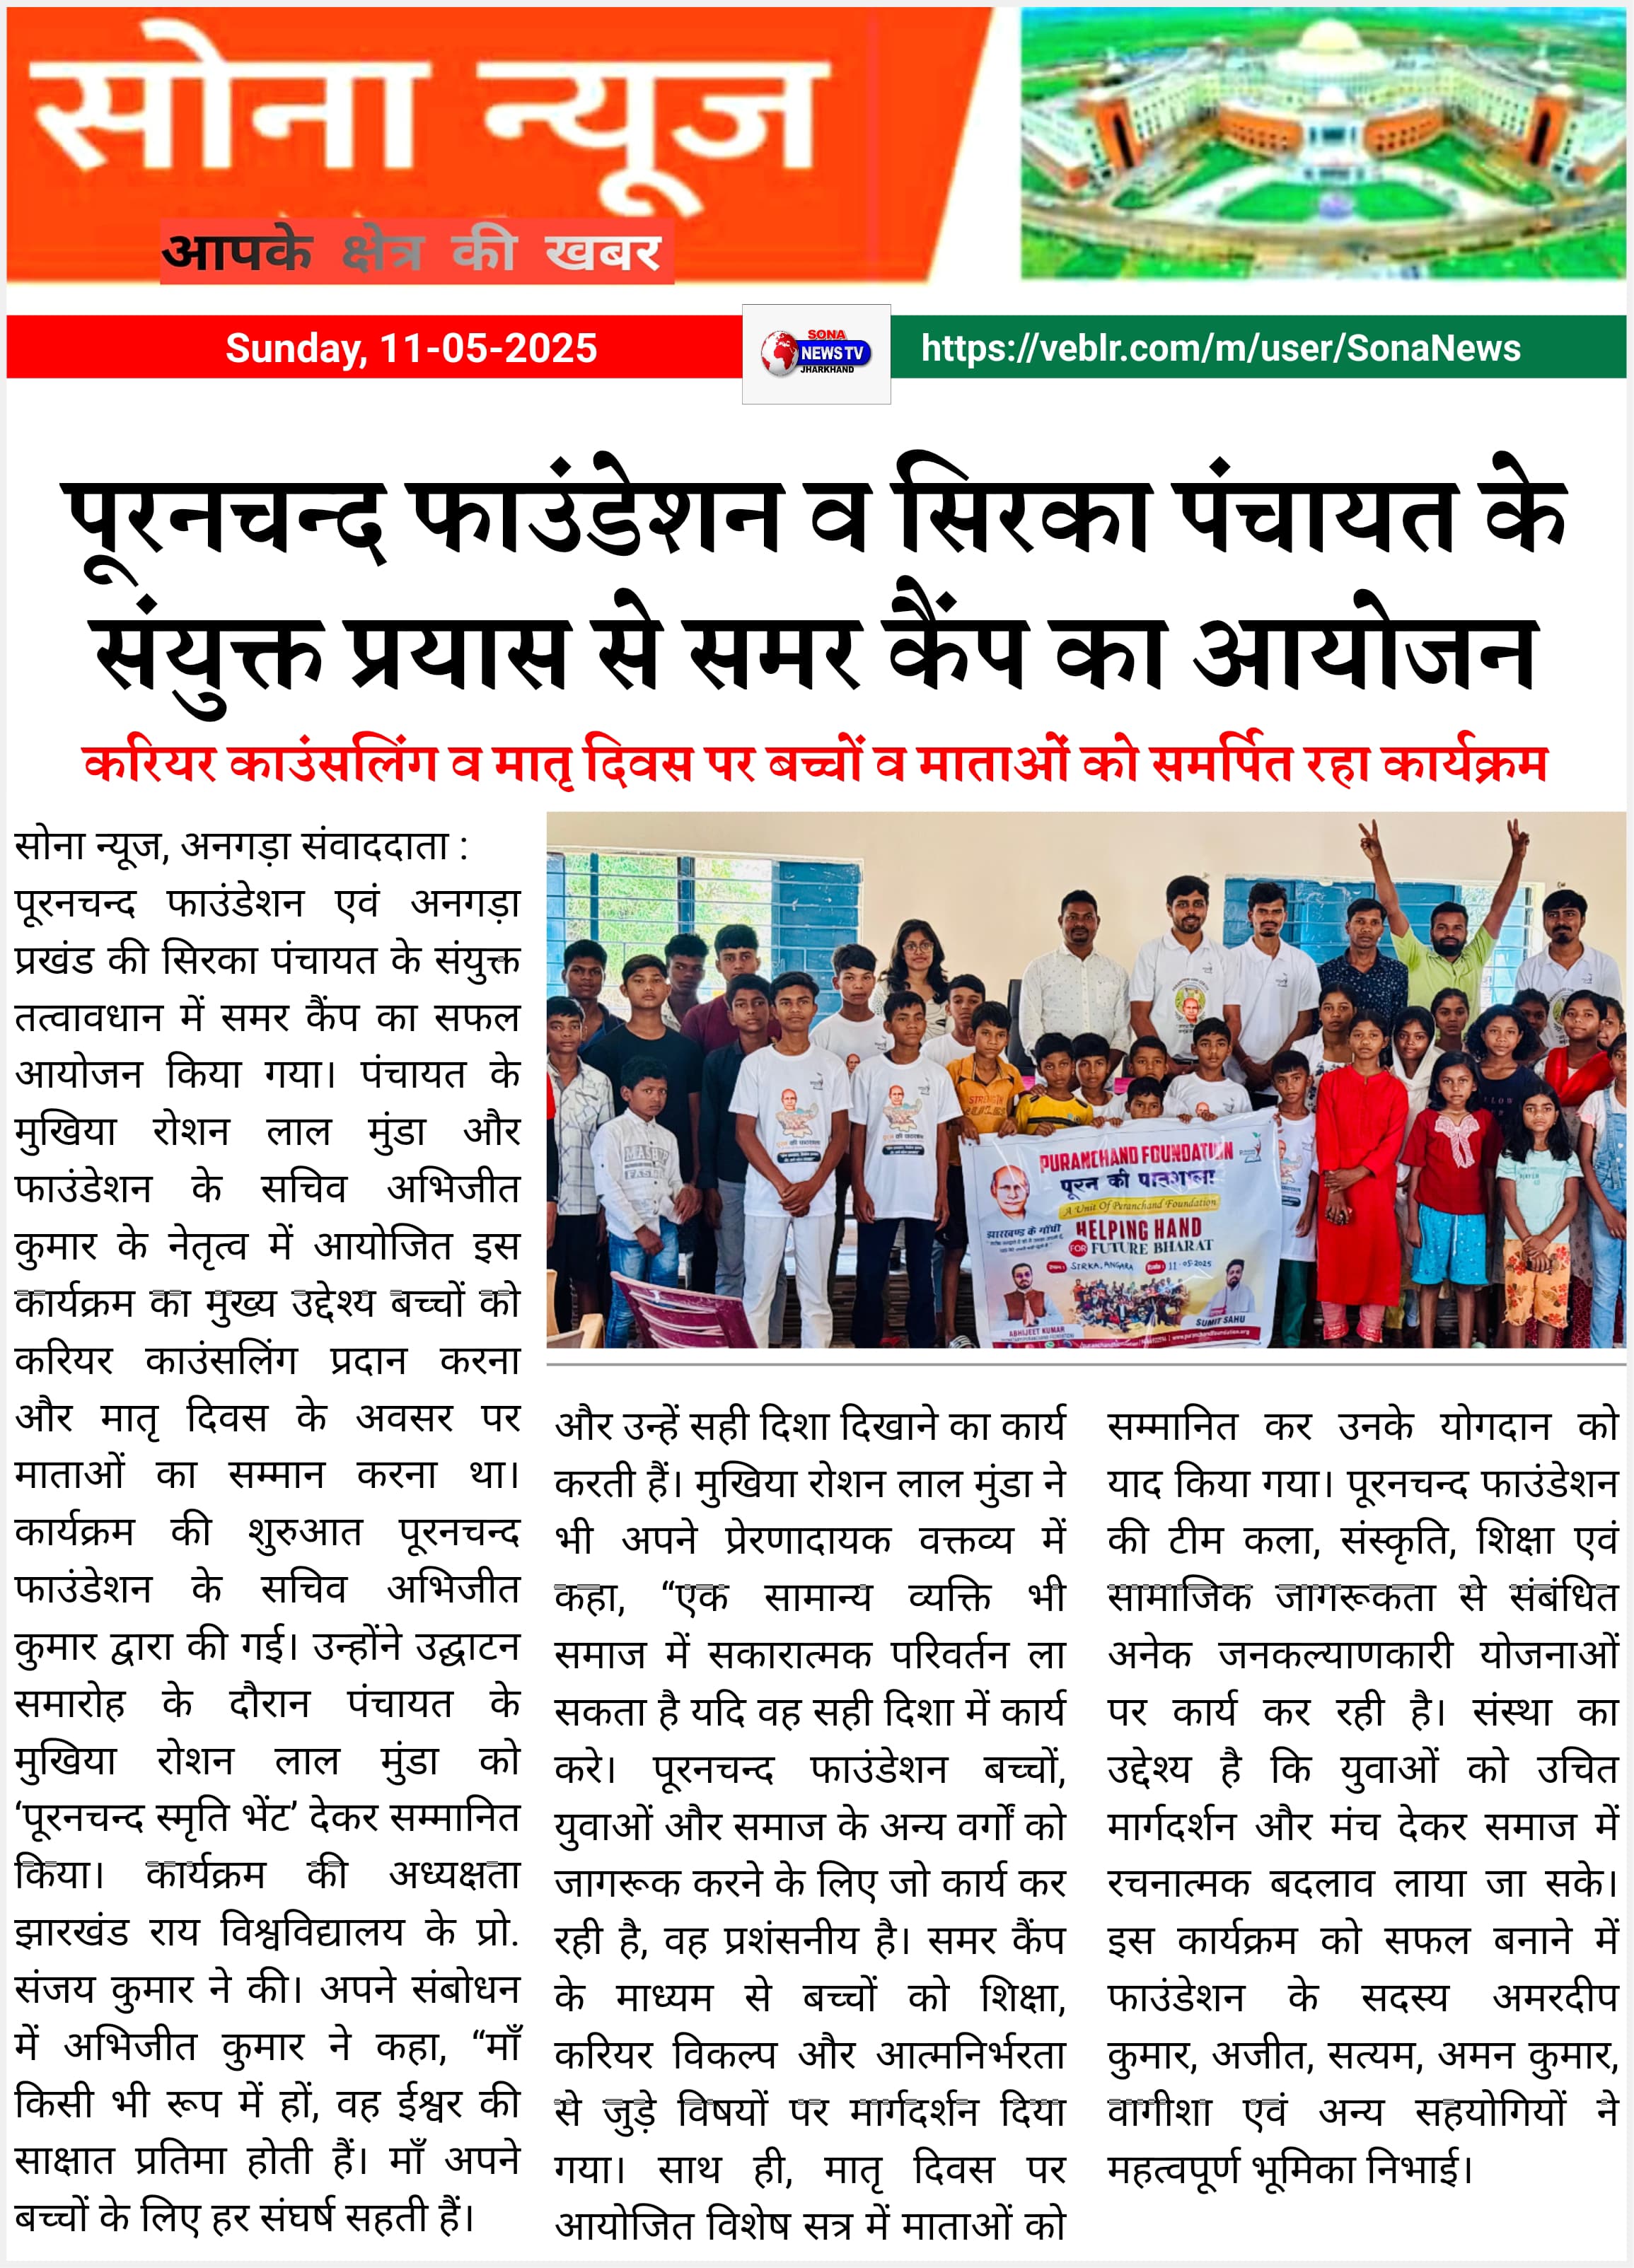 सोना न्यूज
आपके क्षेत्र की खबर
Sunday, 11-05-2025
SONA
NEWS TV
JHARKHAND
https://veblr.com/m/user/SonaNews
पूरनचन्द फाउंडेशन व सिरका पंचायत के
संयुक्त प्रयास से समर कैंप का आयोजन
करियर काउंसलिंग व मातृ दिवस पर बच्चों व माताओं को समर्पित रहा कार्यक्रम
सोना न्यूज, अनगड़ा संवाददाता :
पूरनचन्द फाउंडेशन एवं अनगड़ा
प्रखंड की सिरका पंचायत के संयुक्त
तत्वावधान में समर कैंप का सफल
आयोजन किया गया। पंचायत के
मुखिया रोशन लाल मुंडा और
फाउंडेशन के सचिव अभिजीत
कुमार के नेतृत्व में आयोजित इस
कार्यक्रम का मुख्य उद्देश्य बच्चों को
करियर काउंसलिंग प्रदान करना
और मातृ दिवस के अवसर पर
माताओं का सम्मान करना था।
कार्यक्रम की शुरुआत पूरनचन्द
फाउंडेशन के सचिव अभिजीत
कुमार द्वारा की गई। उन्होंने उद्घाटन
समारोह के दौरान पंचायत के
मुखिया रोशन लाल मुंडा को
‘पूरनचन्द स्मृति भेंट’ देकर सम्मानित
किया। कार्यक्रम की अध्यक्षता
झारखंड राय विश्वविद्यालय के प्रो.
संजय कुमार ने की। अपने संबोधन
में अभिजीत कुमार ने कहा, “माँ
किसी भी रूप में हों, वह ईश्वर की
साक्षात प्रतिमा होती हैं। माँ अपने
बच्चों के लिए हर संघर्ष सहती हैं।
PURANCHAND FOUNDATION
पूरन की पाठशाला
A Unit Of Puranchand Foundation
झारखण्ड के गाँधी
HELPING HAND
FOR FUTURE BHARAT
SIRKA, ANGARA
11-05-2025
ABHIJEET KUMAR
SUMIT SAHU
www.puranchandfoundation.org
और उन्हें सही दिशा दिखाने का कार्य
करती हैं। मुखिया रोशन लाल मुंडा ने
भी अपने प्रेरणादायक वक्तव्य में
कहा, “एक सामान्य व्यक्ति भी
समाज में सकारात्मक परिवर्तन ला
सकता है यदि वह सही दिशा में कार्य
करे। पूरनचन्द फाउंडेशन बच्चों,
युवाओं और समाज के अन्य वर्गों को
जागरूक करने के लिए जो कार्य कर
रही है, वह प्रशंसनीय है। समर कैंप
के माध्यम से बच्चों को शिक्षा,
करियर विकल्प और आत्मनिर्भरता
से जुड़े विषयों पर मार्गदर्शन दिया
गया। साथ ही, मातृ दिवस पर
आयोजित विशेष सत्र में माताओं को
सम्मानित कर उनके योगदान को
याद किया गया। पूरनचन्द फाउंडेशन
की टीम कला, संस्कृति, शिक्षा एवं
सामाजिक जागरूकता से संबंधित
अनेक जनकल्याणकारी योजनाओं
पर कार्य कर रही है। संस्था का
उद्देश्य है कि युवाओं को उचित
मार्गदर्शन और मंच देकर समाज में
रचनात्मक बदलाव लाया जा सके।
इस कार्यक्रम को सफल बनाने में
फाउंडेशन के सदस्य अमरदीप
कुमार, अजीत, सत्यम, अमन कुमार,
वागीशा एवं अन्य सहयोगियों ने
महत्वपूर्ण भूमिका निभाई।